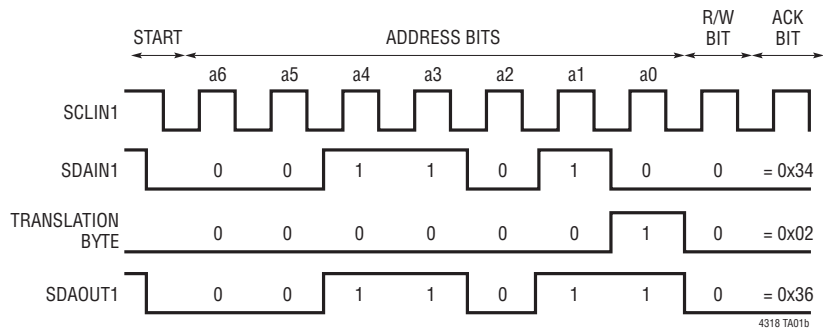 START ADDRESS BITS R/W BIT ACK BIT
a6 a5 a4 a3 a2 a1 a0
SCLIN1
SDAIN1 0 0 1 1 0 1 0 0 = 0x34
TRANSLATION BYTE 0 0 0 0 0 0 1 0 = 0x02
SDAOUT1 0 0 1 1 0 1 1 0 = 0x36
4318 TA01b